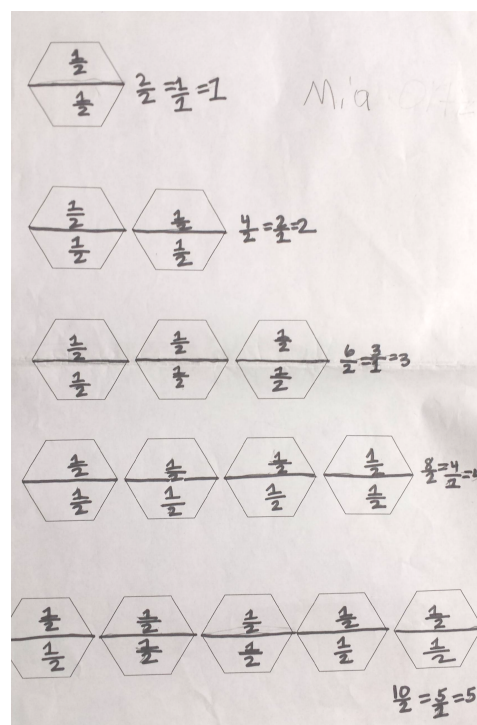 1/2
1/2 2/2 = 1/1 = 1 Mia
1/2 1/2
1/2 1/2 4/2 = 2/1 = 2
1/2 1/2 1/2
1/2 1/2 1/2 6/2 = 3/1 = 3
1/2 1/2 1/2 1/2
1/2 1/2 1/2 1/2 8/2 = 4/1 =
1/2 1/2 1/2 1/2 1/2
1/2 1/2 1/2 1/2 1/2
10/2 = 5/1 = 5